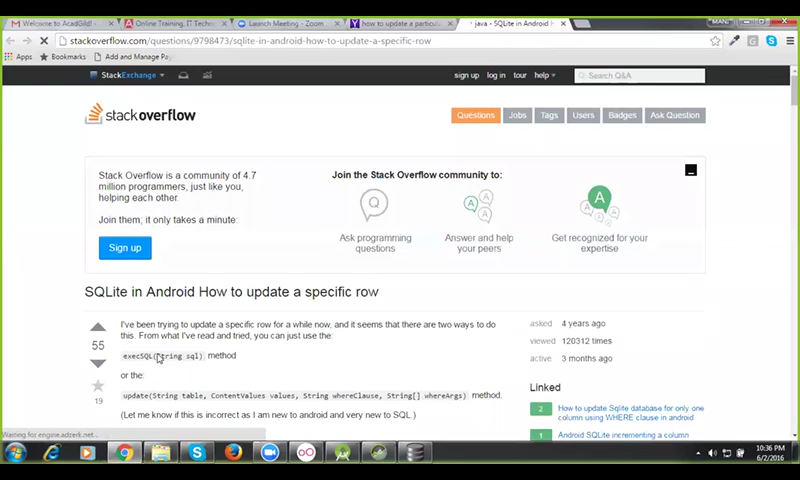 Welcome to AcadGild! -
Online Training, IT Techn
Launch Meeting - Zoom
how to update a particula
java - SQLite in Android H
MANI
stackoverflow.com/questions/9798473/sqlite-in-android-how-to-update-a-specific-row
Apps
Bookmarks
Add and Manage Pa
StackExchange
sign up
log in
tour
help
Search Q&A
stackoverflow
Questions
Jobs
Tags
Users
Badges
Ask Question
Stack Overflow is a community of 4.7
million programmers, just like you,
helping each other.
Join them; it only takes a minute:
Sign up
Join the Stack Overflow community to:
Q
A
A
A
A
A
A
A
A
Ask programming
questions
Answer and help
your peers
Get recognized for your
expertise
SQLite in Android How to update a specific row
55
19
I've been trying to update a specific row for a while now, and it seems that there are two ways to do
this. From what I've read and tried, you can just use the:
execSQL(String sql) method
or the:
update(String table, ContentValues values, String whereClause, String[] whereArgs) method.
(Let me know if this is incorrect as I am new to android and very new to SQL.)
asked 4 years ago
viewed 120312 times
active 3 months ago
Linked
2 How to update Sqlite database for only one
column using WHERE clause in android
1 Android SQLite incrementing a column
Waiting for engine.adzerk.net...
10:36 PM
6/2/2016